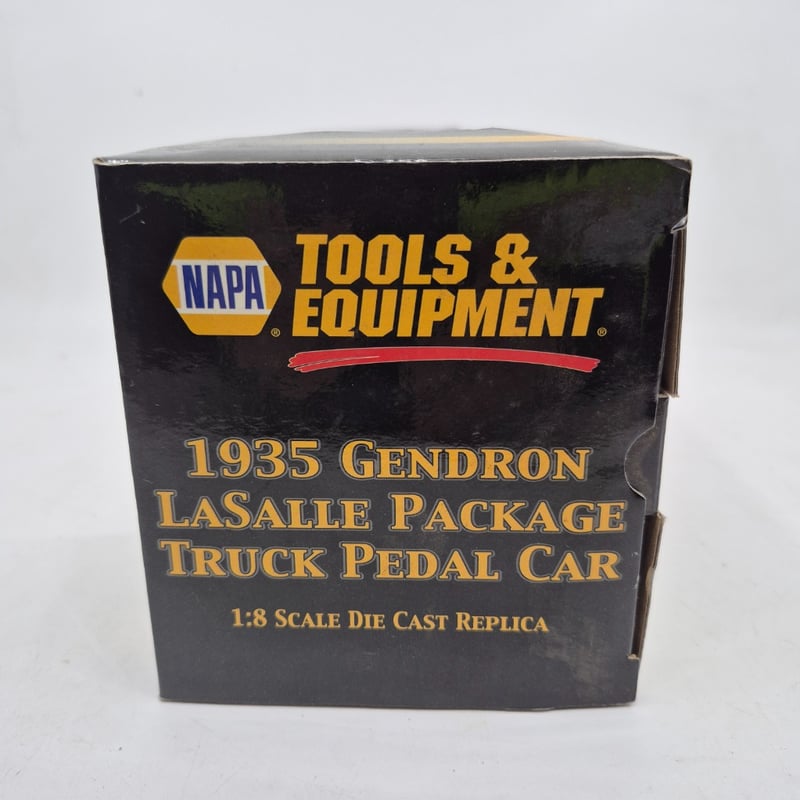 NAPA
®
TOOLS &
EQUIPMENT®
1935 GENDRON
LASALLE PACKAGE
TRUCK PEDAL CAR
1:8 SCALE DIE CAST REPLICA